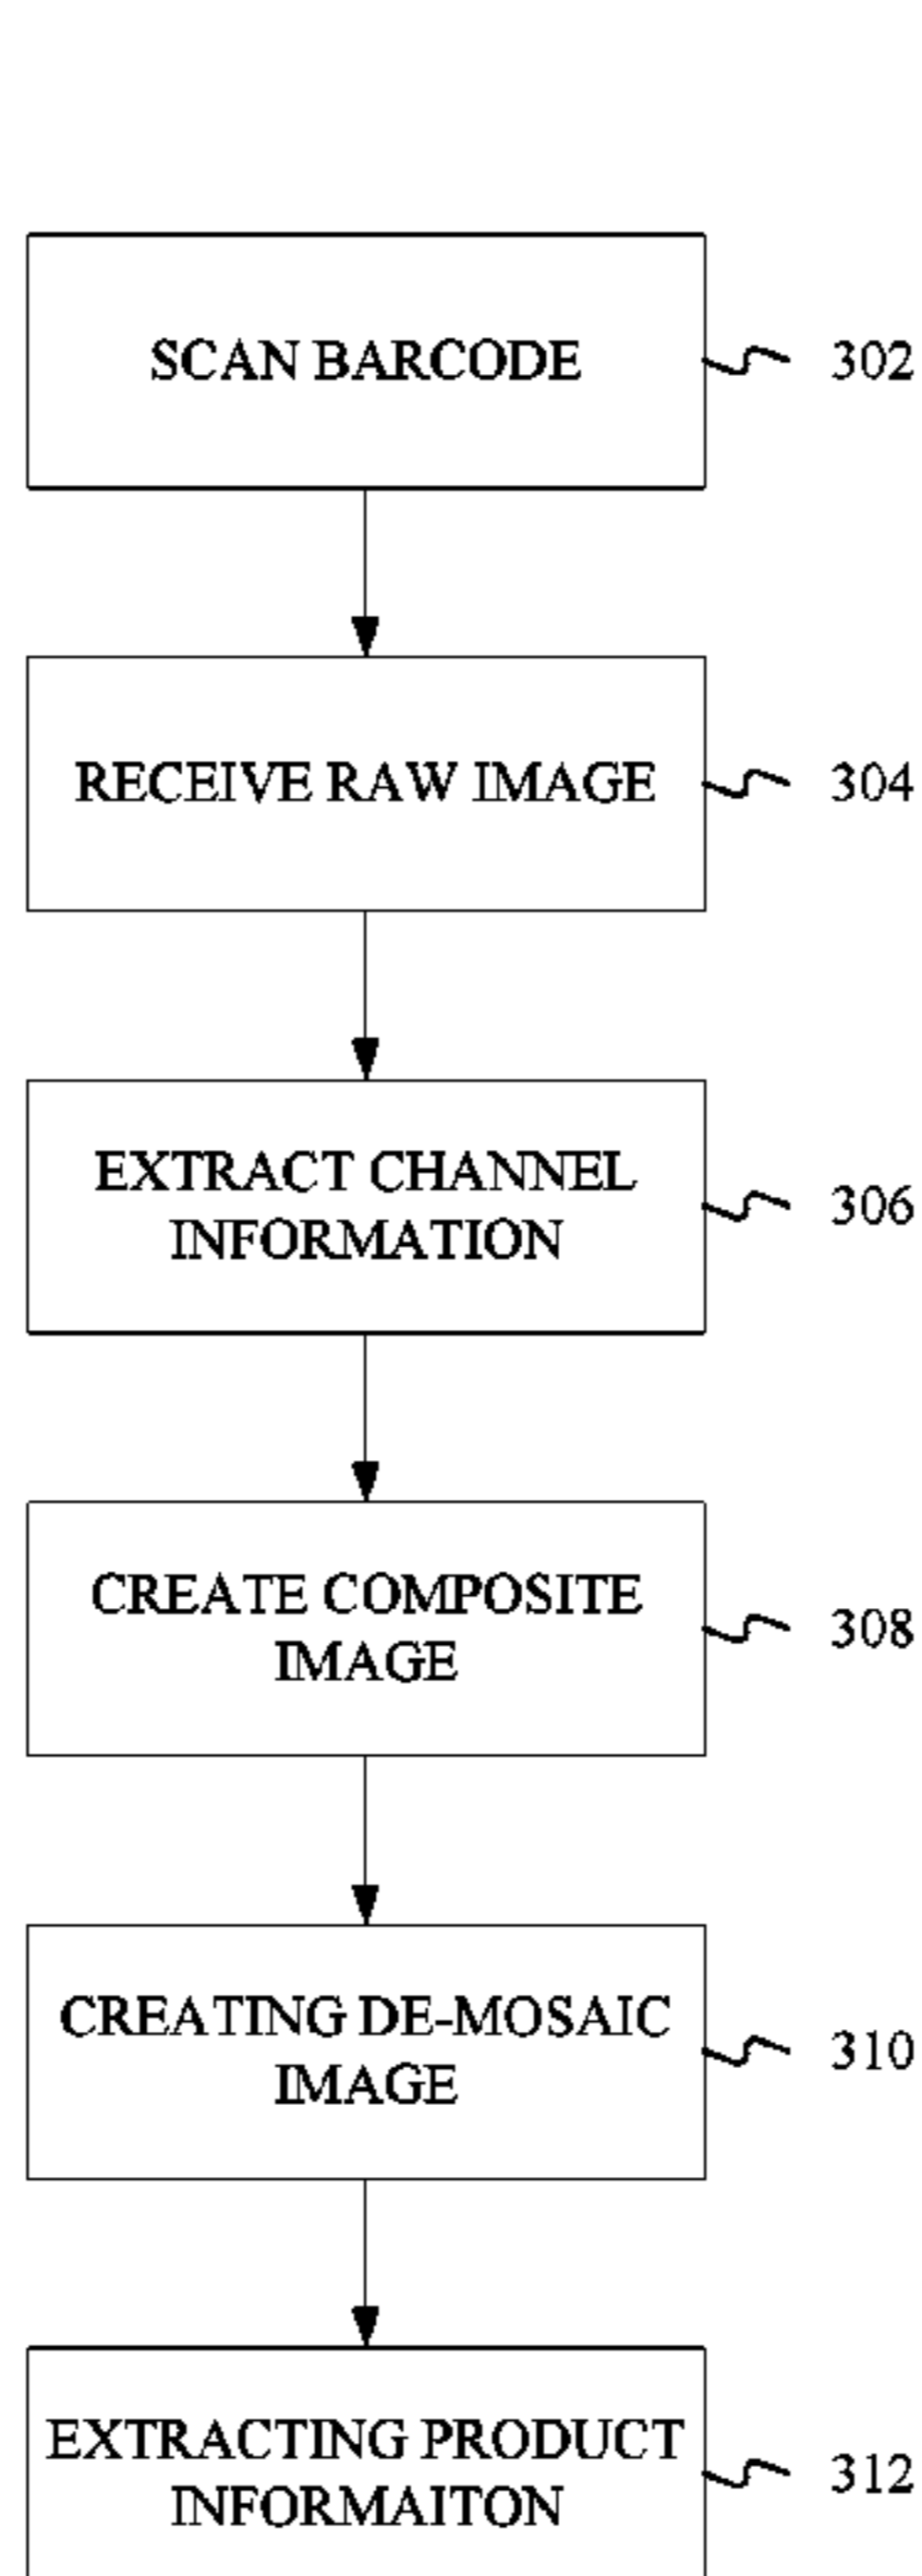 SCAN BARCODE
302
RECEIVE RAW IMAGE
304
EXTRACT CHANNEL
INFORMATION
306
CREATE COMPOSITE
IMAGE
308
CREATING DE-MOSAIC
IMAGE
310
EXTRACTING PRODUCT
INFORMAITON
312